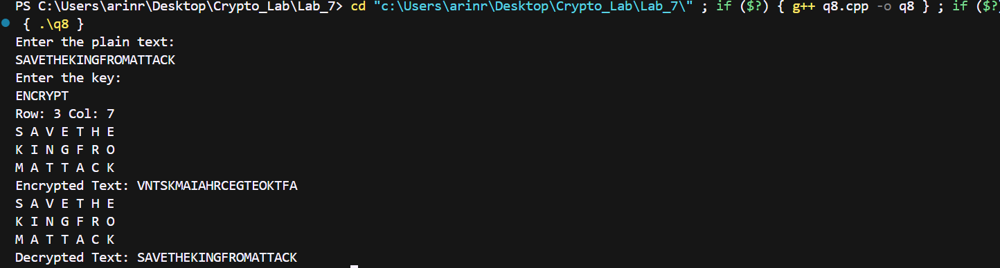 PS C:\Users\arinr\Desktop\Crypto_Lab\Lab_7> cd "c:\Users\arinr\Desktop\Crypto_Lab\Lab_7\" ; if ($?) { g++ q8.cpp -o q8 } ; if ($?)
{ .\q8 }
Enter the plain text:
SAVETHEKINGFROMATTACK
Enter the key:
ENCRYPT
Row: 3 Col: 7
S A V E T H E
K I N G F R O
M A T T A C K
Encrypted Text: VNTSKMAIAHRCEGTEOKTFA
S A V E T H E
K I N G F R O
M A T T A C K
Decrypted Text: SAVETHEKINGFROMATTACK